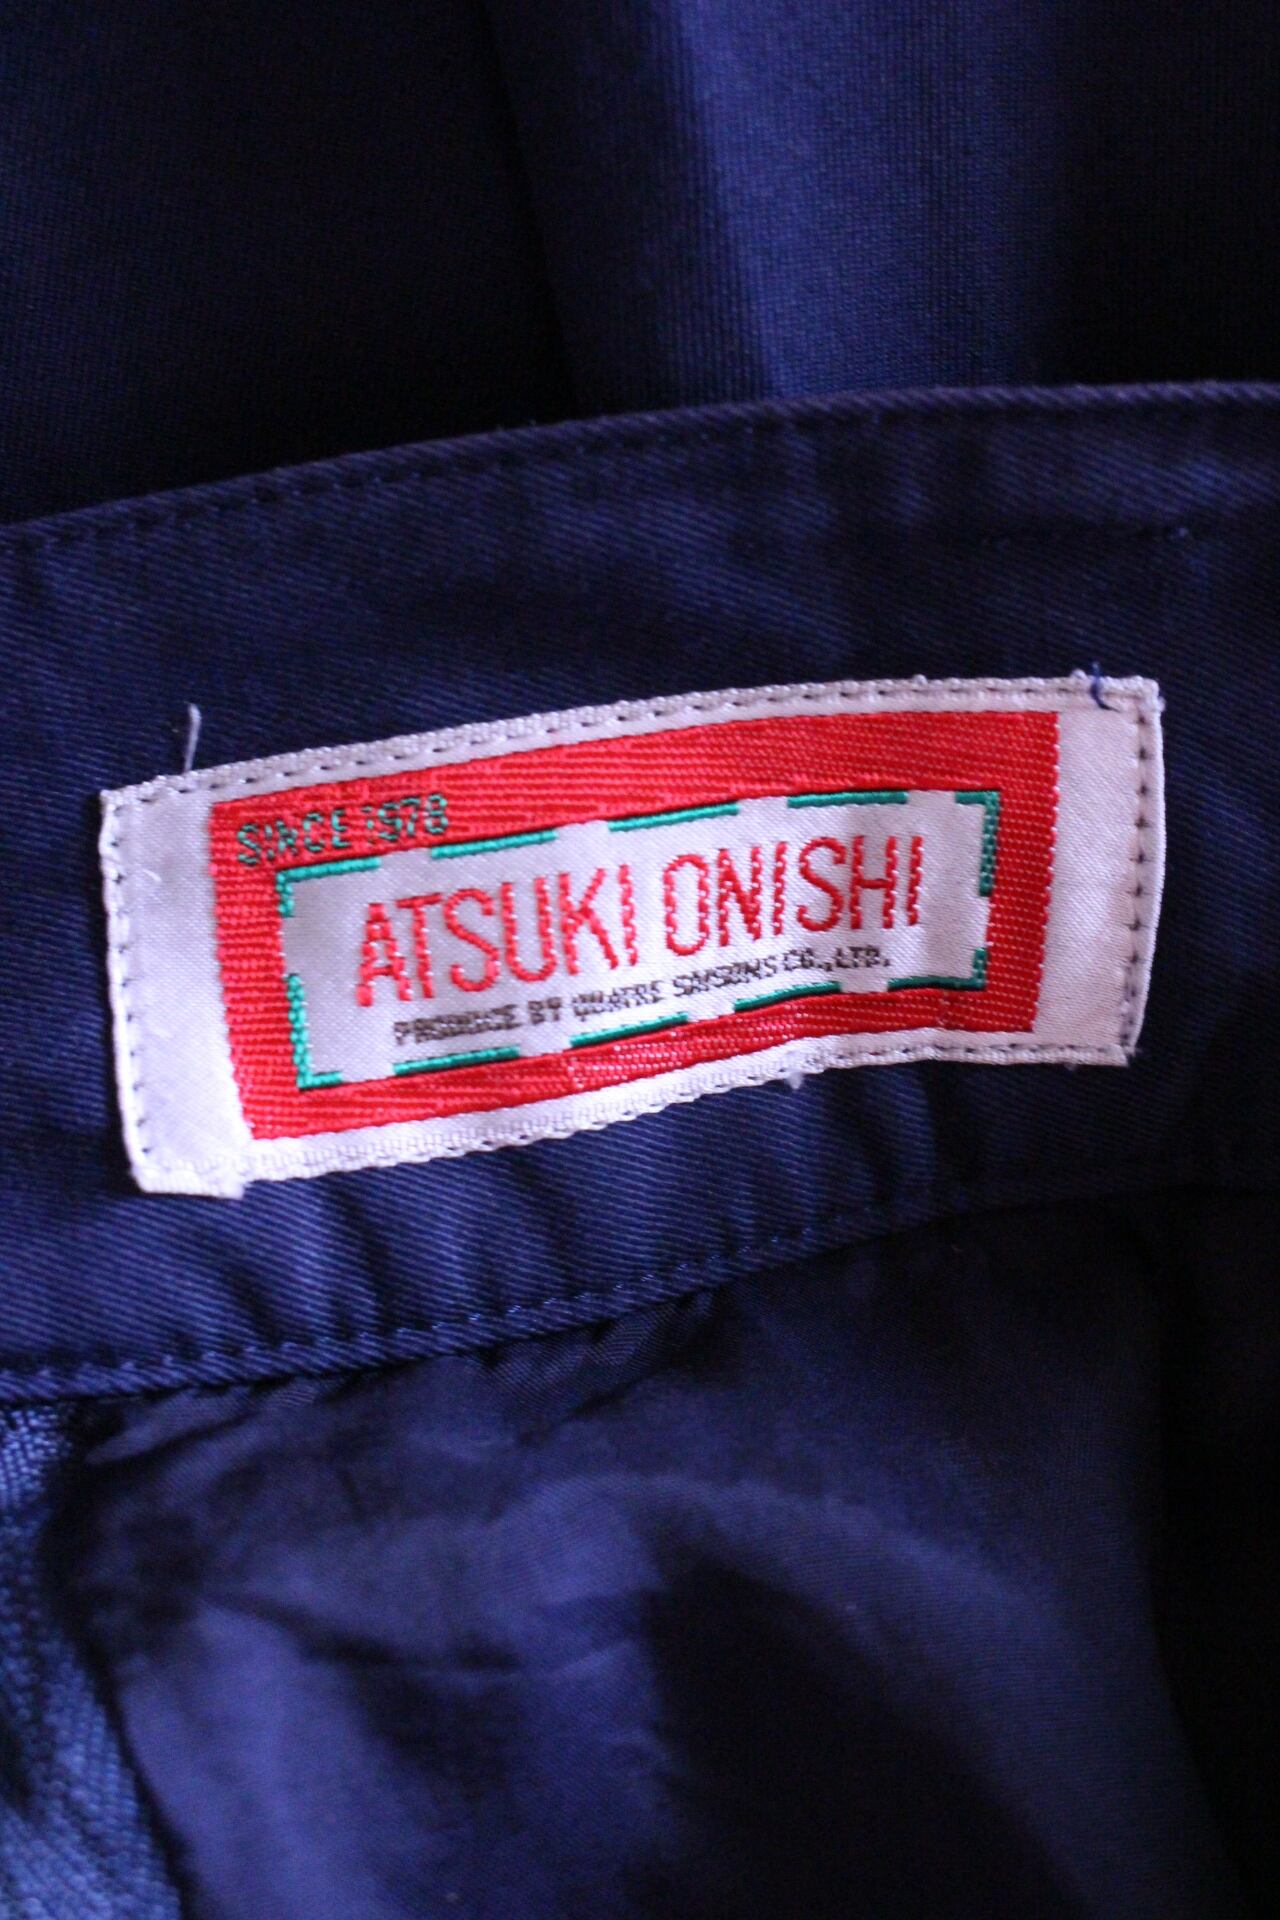 SINCE 1978
ATSUKI ONISHI
PRODUCE BY QUATRE SAISONS CO.,LTD.